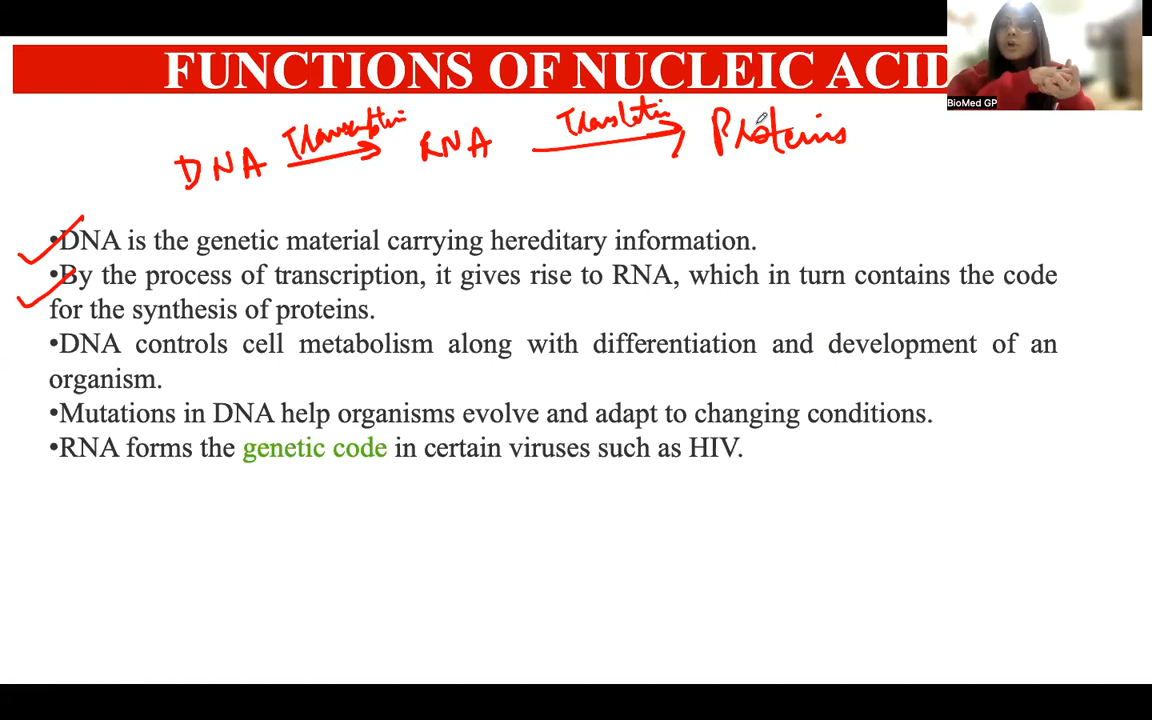 FUNCTIONS OF NUCLEIC ACID
BioMed GP
DNA Transcription RNA Translation Proteins
•DNA is the genetic material carrying hereditary information.
•By the process of transcription, it gives rise to RNA, which in turn contains the code
for the synthesis of proteins.
•DNA controls cell metabolism along with differentiation and development of an
organism.
•Mutations in DNA help organisms evolve and adapt to changing conditions.
•RNA forms the genetic code in certain viruses such as HIV.